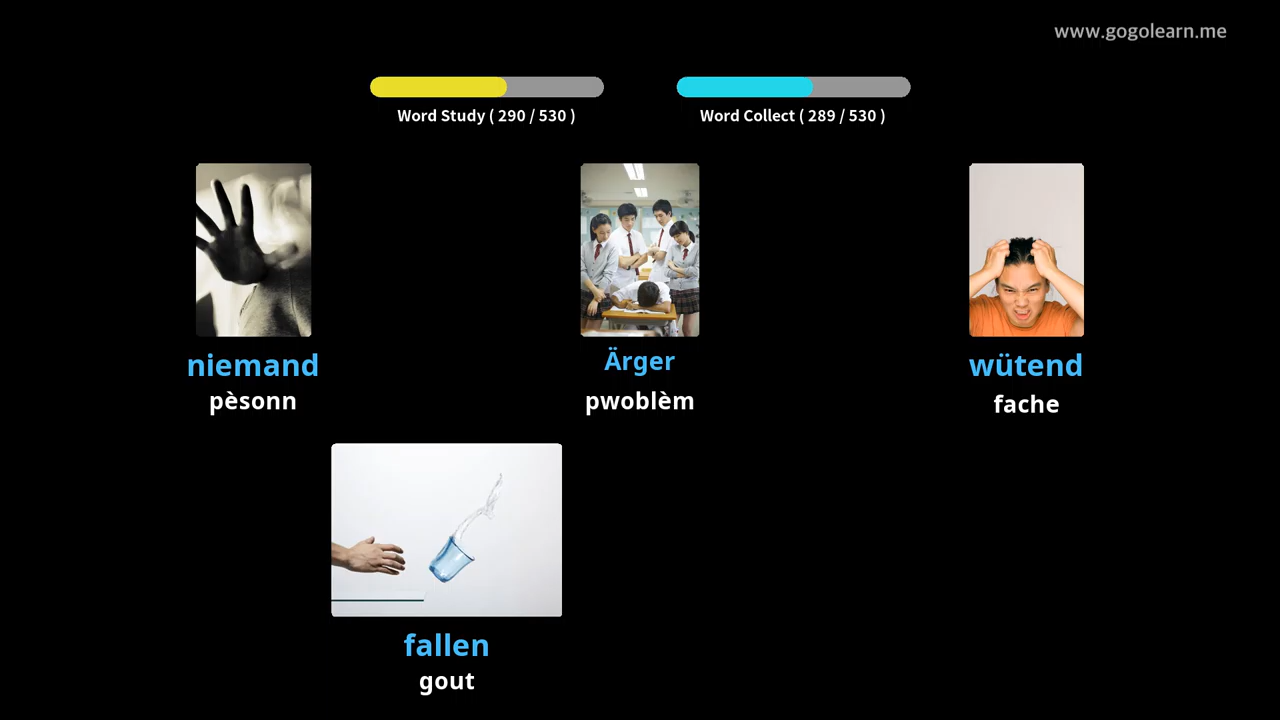 www.gogolearn.me
Word Study ( 290 / 530 )
Word Collect ( 289 / 530 )
niemand
pèsonn
Ärger
pwoblèm
wütend
fache
fallen
gout